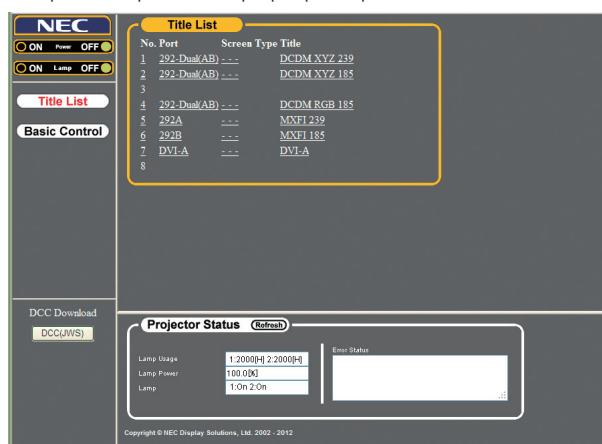 NEC
ON Power OFF
ON Lamp OFF
Title List
Basic Control
DCC Download
DCC(JWS)
Title List
No. Port Screen Type Title
1 292-Dual(AB) - - - DCDM XYZ 239
2 292-Dual(AB) - - - DCDM XYZ 185
3
4 292-Dual(AB) - - - DCDM RGB 185
5 292A - - - MXFI 239
6 292B - - - MXFI 185
7 DVI-A - - - DVI-A
8
Projector Status Refresh
Lamp Usage 1:2000[H] 2:2000[H]
Lamp Power 100.0[%]
Lamp 1:On 2:On
Error Status
Copyright © NEC Display Solutions, Ltd. 2002 - 2012